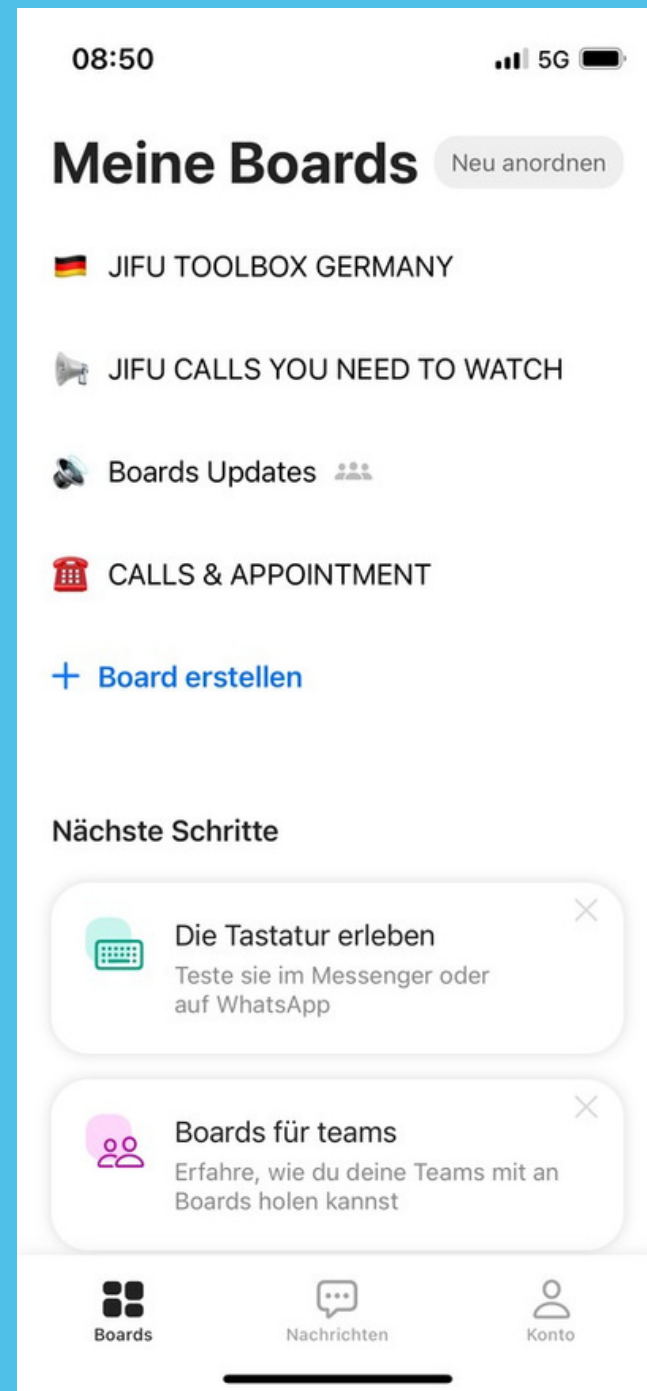 08:50
5G
Meine Boards
Neu anordnen
JIFU TOOLBOX GERMANY
JIFU CALLS YOU NEED TO WATCH
Boards Updates
CALLS & APPOINTMENT
+ Board erstellen
Nächste Schritte
Die Tastatur erleben
Teste sie im Messenger oder
auf WhatsApp
Boards für teams
Erfahre, wie du deine Teams mit an
Boards holen kannst
Boards
Nachrichten
Konto